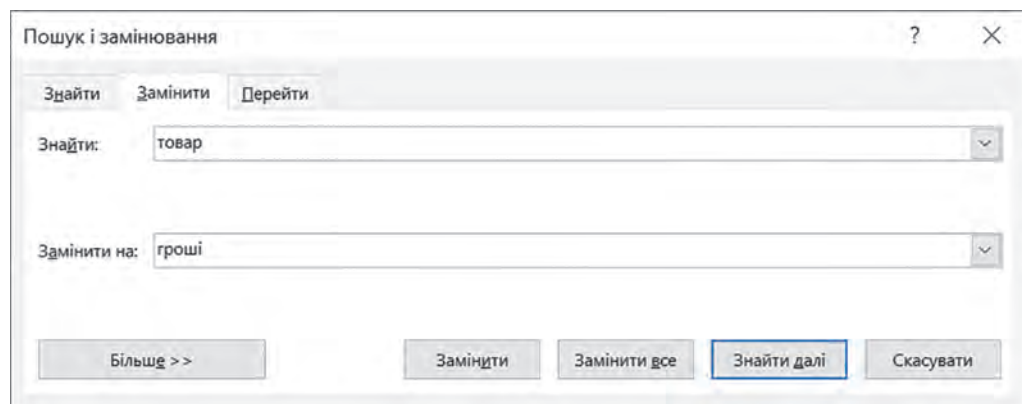 Пошук і замінювання ?
Знайти Замінити Перейти
Знайти: товар
Замінити на: гроші
Більше >> Замінити Замінити все Знайти далі Скасувати